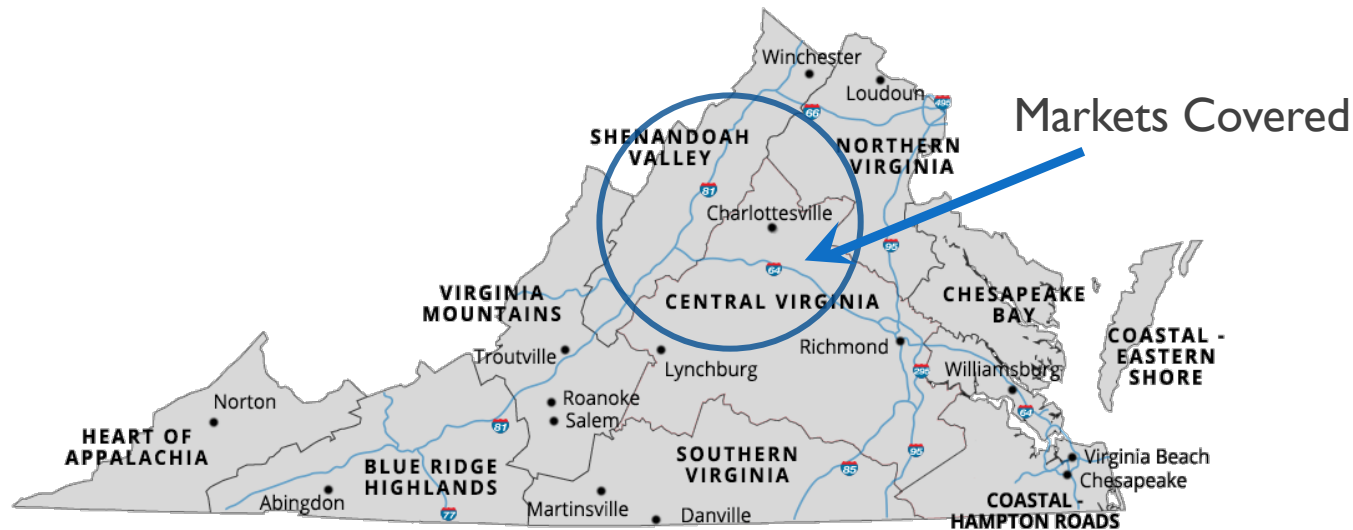 Winchester
Loudoun
495
66
Markets Covered
SHENANDOAH
VALLEY
NORTHERN
VIRGINIA
81
Charlottesville
95
64
VIRGINIA
MOUNTAINS
CENTRAL VIRGINIA
CHESAPEAKE
BAY
COASTAL -
EASTERN
SHORE
Richmond
Troutville
Lynchburg
295
Williamsburg
Norton
Roanoke
Salem
64
81
HEART OF
APPALACHIA
95
BLUE RIDGE
HIGHLANDS
SOUTHERN
VIRGINIA
85
Virginia Beach
Chesapeake
Abingdon
77
Martinsville
Danville
COASTAL -
HAMPTON ROADS